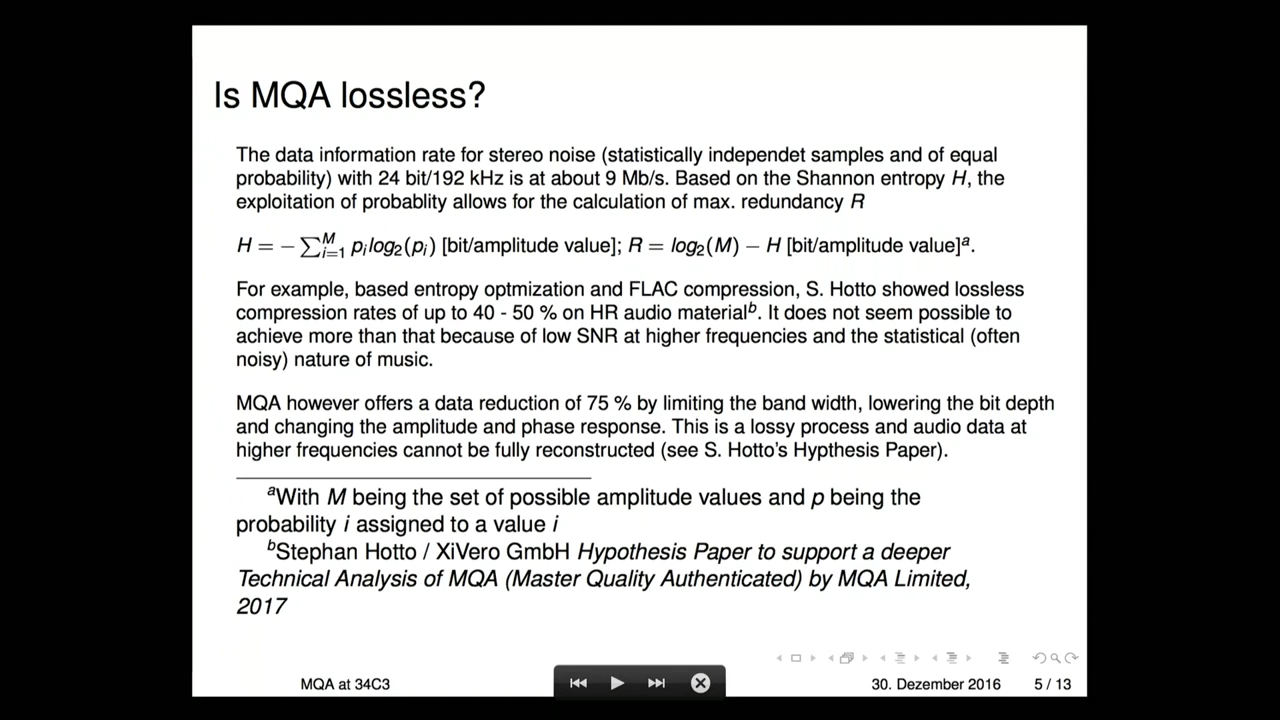 Is MQA lossless?
The data information rate for stereo noise (statistically independet samples and of equal
probability) with 24 bit/192 kHz is at about 9 Mb/s. Based on the Shannon entropy H, the
exploitation of probablity allows for the calculation of max. redundancy R
H = − ∑ᴹᵢ₌₁ pᵢlog₂(pᵢ) [bit/amplitude value]; R = log₂(M) − H [bit/amplitude value]ᵃ.
For example, based entropy optmization and FLAC compression, S. Hotto showed lossless
compression rates of up to 40 - 50 % on HR audio materialᵇ. It does not seem possible to
achieve more than that because of low SNR at higher frequencies and the statistical (often
noisy) nature of music.
MQA however offers a data reduction of 75 % by limiting the band width, lowering the bit depth
and changing the amplitude and phase response. This is a lossy process and audio data at
higher frequencies cannot be fully reconstructed (see S. Hotto's Hypthesis Paper).
ᵃWith M being the set of possible amplitude values and p being the
probability i assigned to a value i
ᵇStephan Hotto / XiVero GmbH Hypothesis Paper to support a deeper
Technical Analysis of MQA (Master Quality Authenticated) by MQA Limited,
2017
MQA at 34C3 30. Dezember 2016 5 / 13